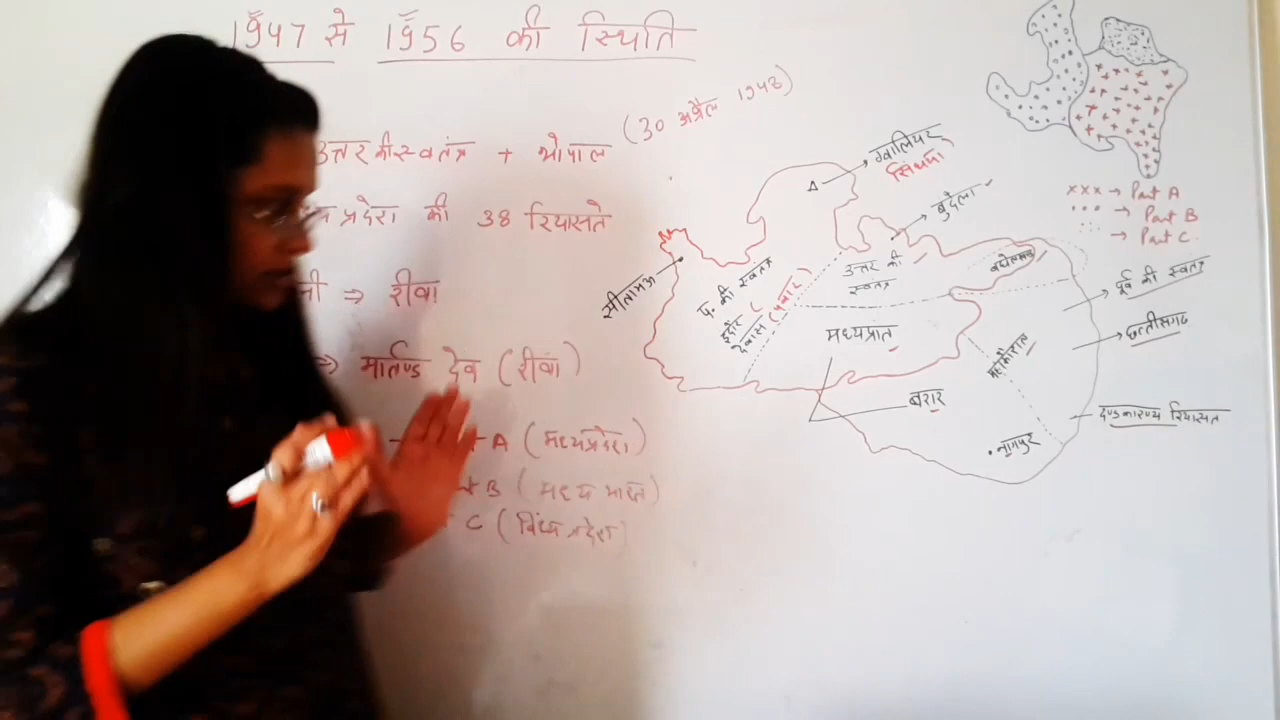 1947 से 1956 की स्थिति
(30 अप्रैल 1948)
उत्तर की स्वतंत्र + भोपाल
प्रदेश की 38 रियासते
⇒ रीवा
⇒ मार्तण्ड देव (रीवा)
A (मध्यप्रदेश)
B (मध्य भारत)
C (विंध्य प्रदेश)
ग्वालियर
सिंधिया
बुंदेला
सीतामऊ
प. की स्वतंत्र
इंदौर (
देवास (पवार)
उत्तर की
स्वतंत्र
बघेलखण्ड
मध्यप्रांत
बरार
महाकौशल
नागपुर
पूर्व की स्वतंत्र
छत्तीसगढ
दण्डकारण्य रियासत
xxx → Part A
→ Part B
→ Part C